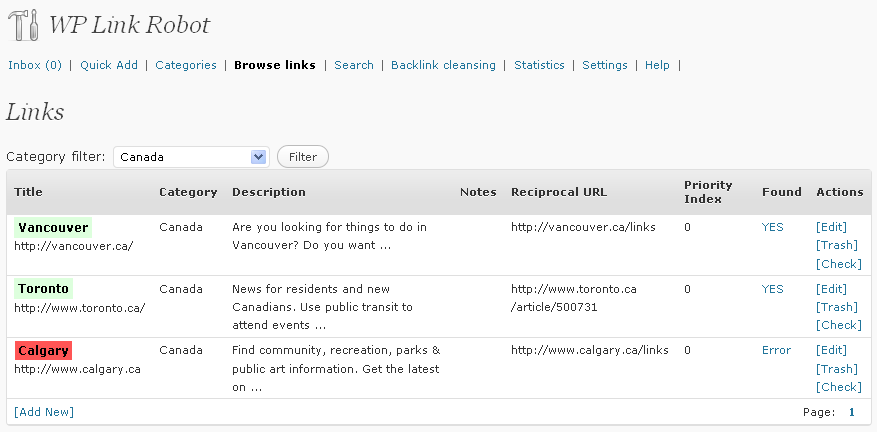 WP Link Robot
Inbox (0) | Quick Add | Categories | Browse links | Search | Backlink cleansing | Statistics | Settings | Help |
Links
Category filter: Canada Filter
Title Category Description Notes Reciprocal URL Priority Index Found Actions
Vancouver Canada Are you looking for things to do in http://vancouver.ca/links 0 YES [Edit]
http://vancouver.ca/ Vancouver? Do you want ... [Trash]
[Check]
Toronto Canada News for residents and new http://www.toronto.ca 0 YES [Edit]
http://www.toronto.ca/ Canadians. Use public transit to /article/500731 [Trash]
attend events ... [Check]
Calgary Canada Find community, recreation, parks & http://www.calgary.ca/links 0 Error [Edit]
http://www.calgary.ca public art information. Get the latest [Trash]
on ... [Check]
[Add New] Page: 1